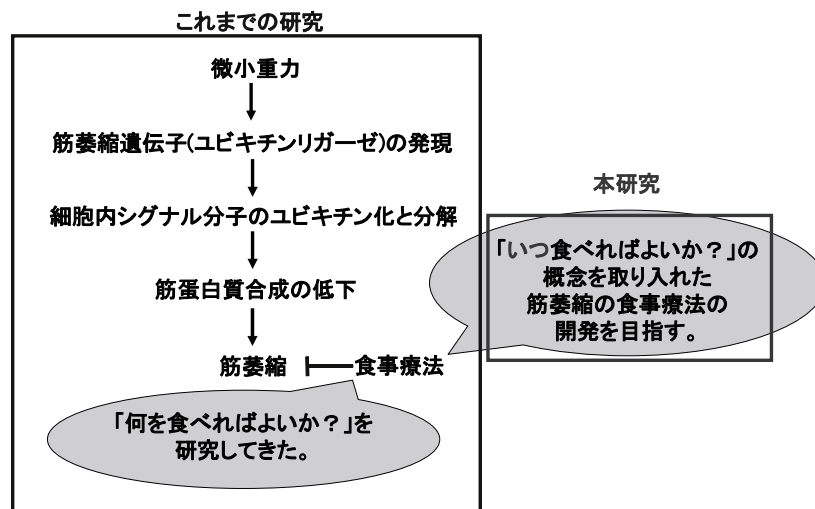 これまでの研究
微小重力
筋萎縮遺伝子(ユビキチンリガーゼ)の発現
細胞内シグナル分子のユビキチン化と分解
筋蛋白質合成の低下
筋萎縮
食事療法
「何を食べればよいか？」を
研究してきた。
本研究
「いつ食べればよいか？」の
概念を取り入れた
筋萎縮の食事療法の
開発を目指す。